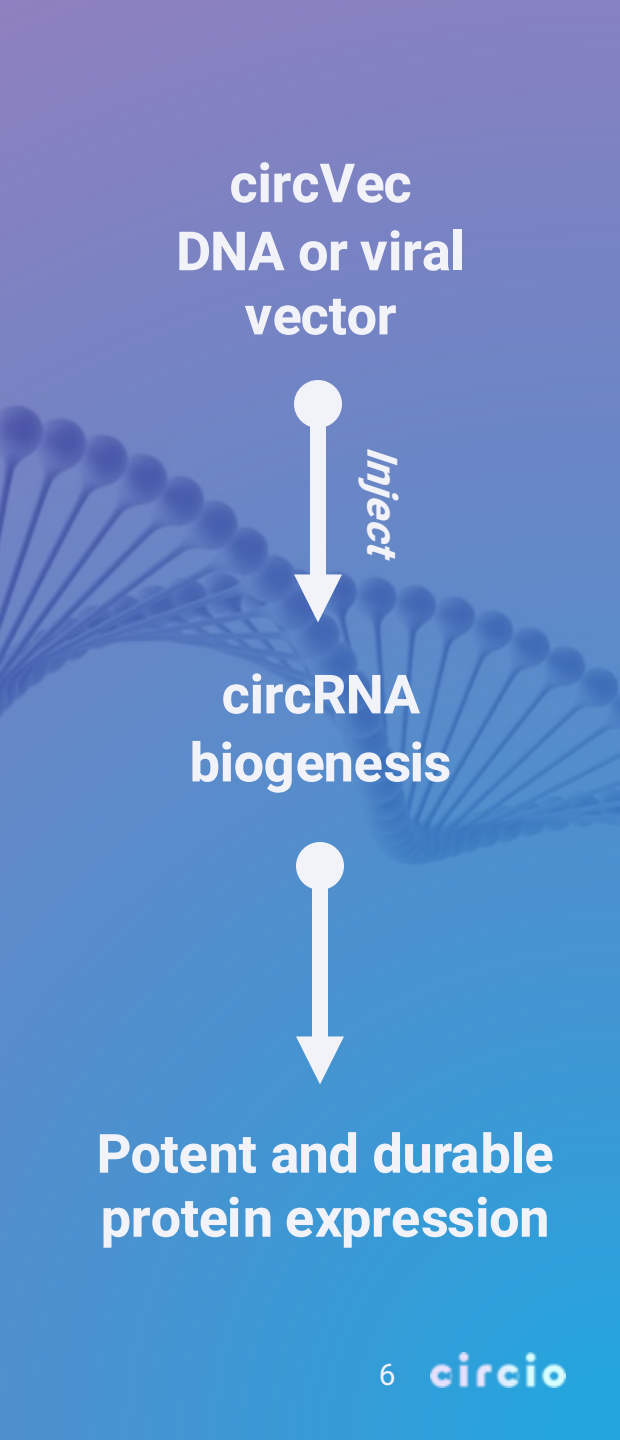 circVec
DNA or viral
vector
Inject
circRNA
biogenesis
Potent and durable
protein expression
6
circio